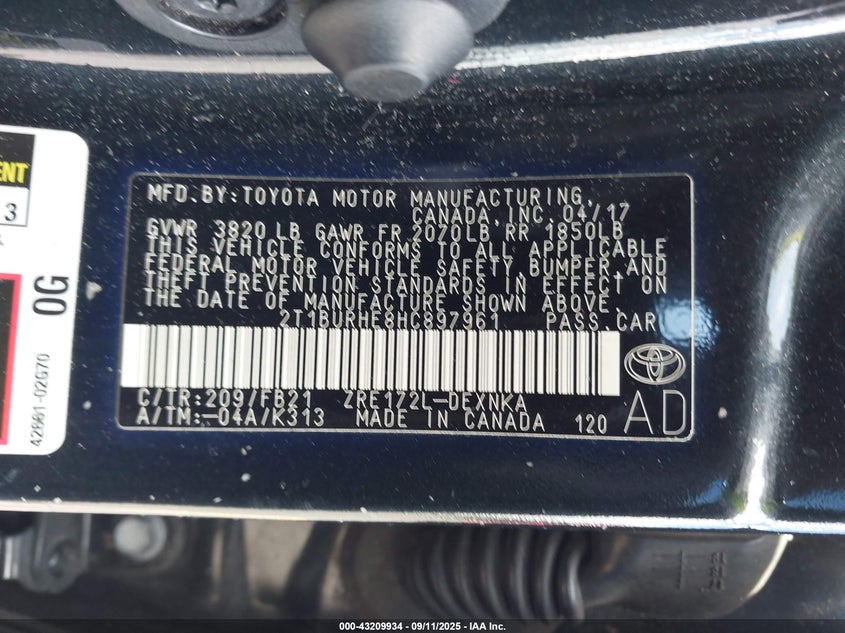 MFD.BY:TOYOTA MOTOR MANUFACTURING,
CANADA,INC.04/17
GVWR 3820 LB GAWR FR 2070LB RR 1850LB
THIS VEHICLE CONFORMS TO ALL APPLICABLE
FEDERAL MOTOR VEHICLE SAFETY,BUMPER,AND
THEFT PREVENTION STANDARDS IN EFFECT ON
THE DATE OF MANUFACTURE SHOWN ABOVE.
2T1BURHE8HC897961 PASS.CAR
C/TR:209/FB21 ZRE172L-DEXNKA
A/TM:-04A/K313 MADE IN CANADA 120
AD
3
0G
000-43209934 - 09/11/2025 - IAA Inc.